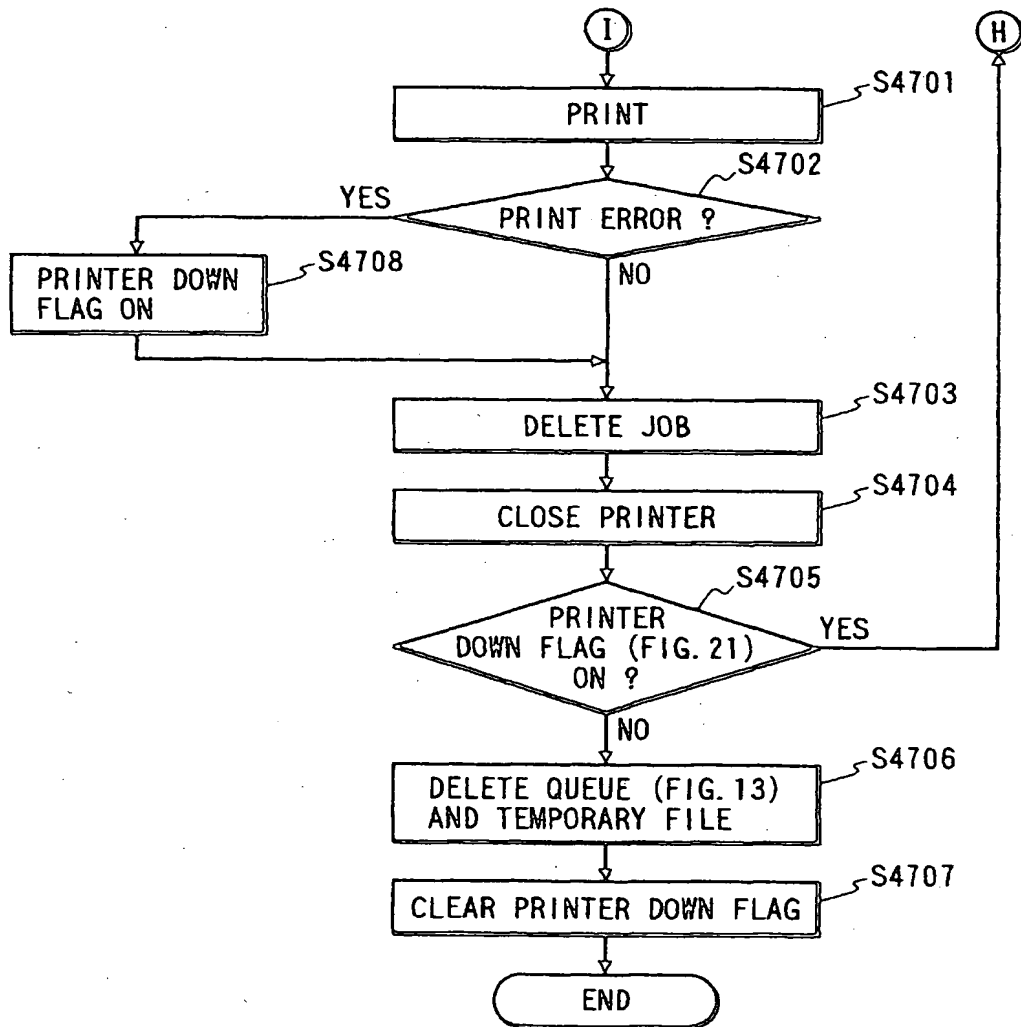 I
H
S4701
PRINT
S4702
YES
PRINT ERROR ?
S4708
PRINTER DOWN
FLAG ON
NO
S4703
DELETE JOB
S4704
CLOSE PRINTER
S4705
PRINTER
DOWN FLAG (FIG. 21)
ON ?
YES
NO
S4706
DELETE QUEUE (FIG. 13)
AND TEMPORARY FILE
S4707
CLEAR PRINTER DOWN FLAG
END